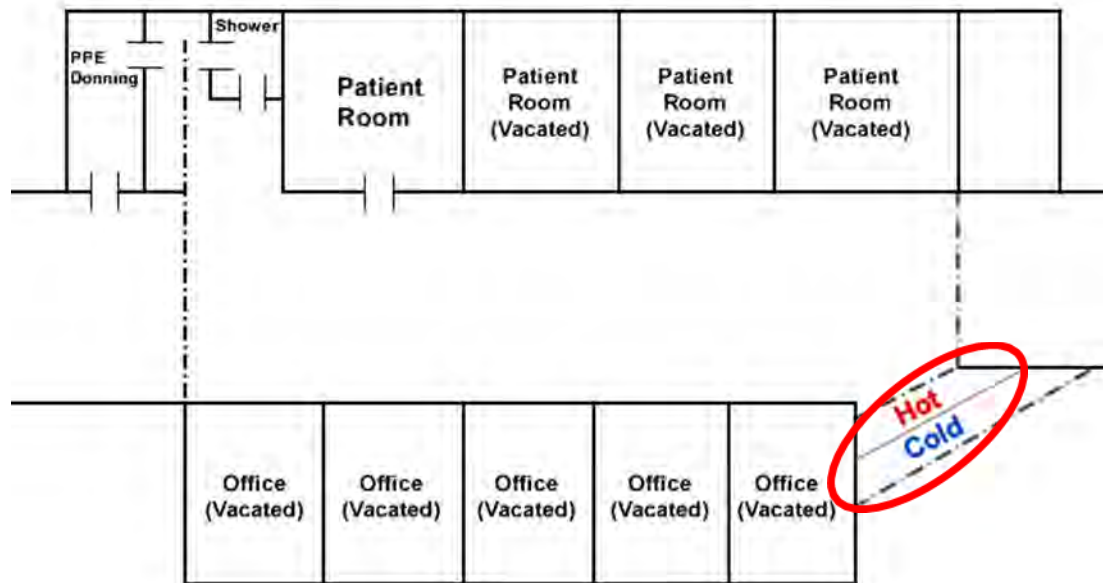 Shower
PPE
Donning
Patient
Room
Patient
Room
(Vacated)
Patient
Room
(Vacated)
Patient
Room
(Vacated)
Hot
Cold
Office
(Vacated)
Office
(Vacated)
Office
(Vacated)
Office
(Vacated)
Office
(Vacated)